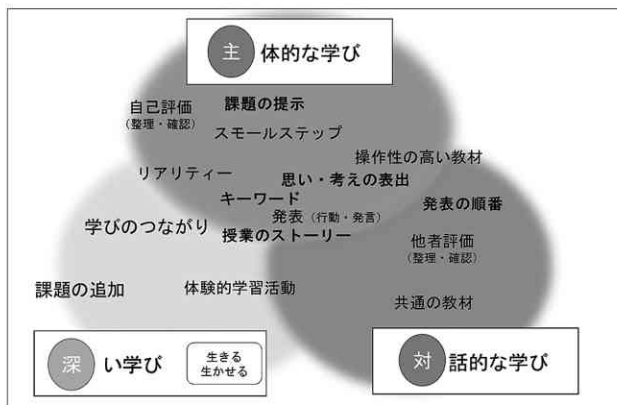 主体的な学び
自己評価
(整理・確認)
課題の提示
スモールステップ
操作性の高い教材
リアリティー
思い・考えの表出
キーワード
発表(行動・発言)
発表の順番
学びのつながり
授業のストーリー
他者評価
(整理・確認)
課題の追加
体験的学習活動
共通の教材
深い学び
生きる
生かせる
対話的な学び